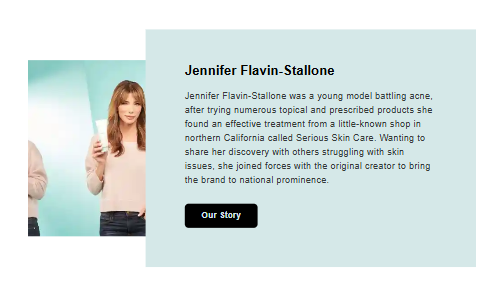 Jennifer Flavin-Stallone
Jennifer Flavin-Stallone was a young model battling acne,
after trying numerous topical and prescribed products she
found an effective treatment from a little-known shop in
northern California called Serious Skin Care. Wanting to
share her discovery with others struggling with skin
issues, she joined forces with the original creator to bring
the brand to national prominence.
Our Story